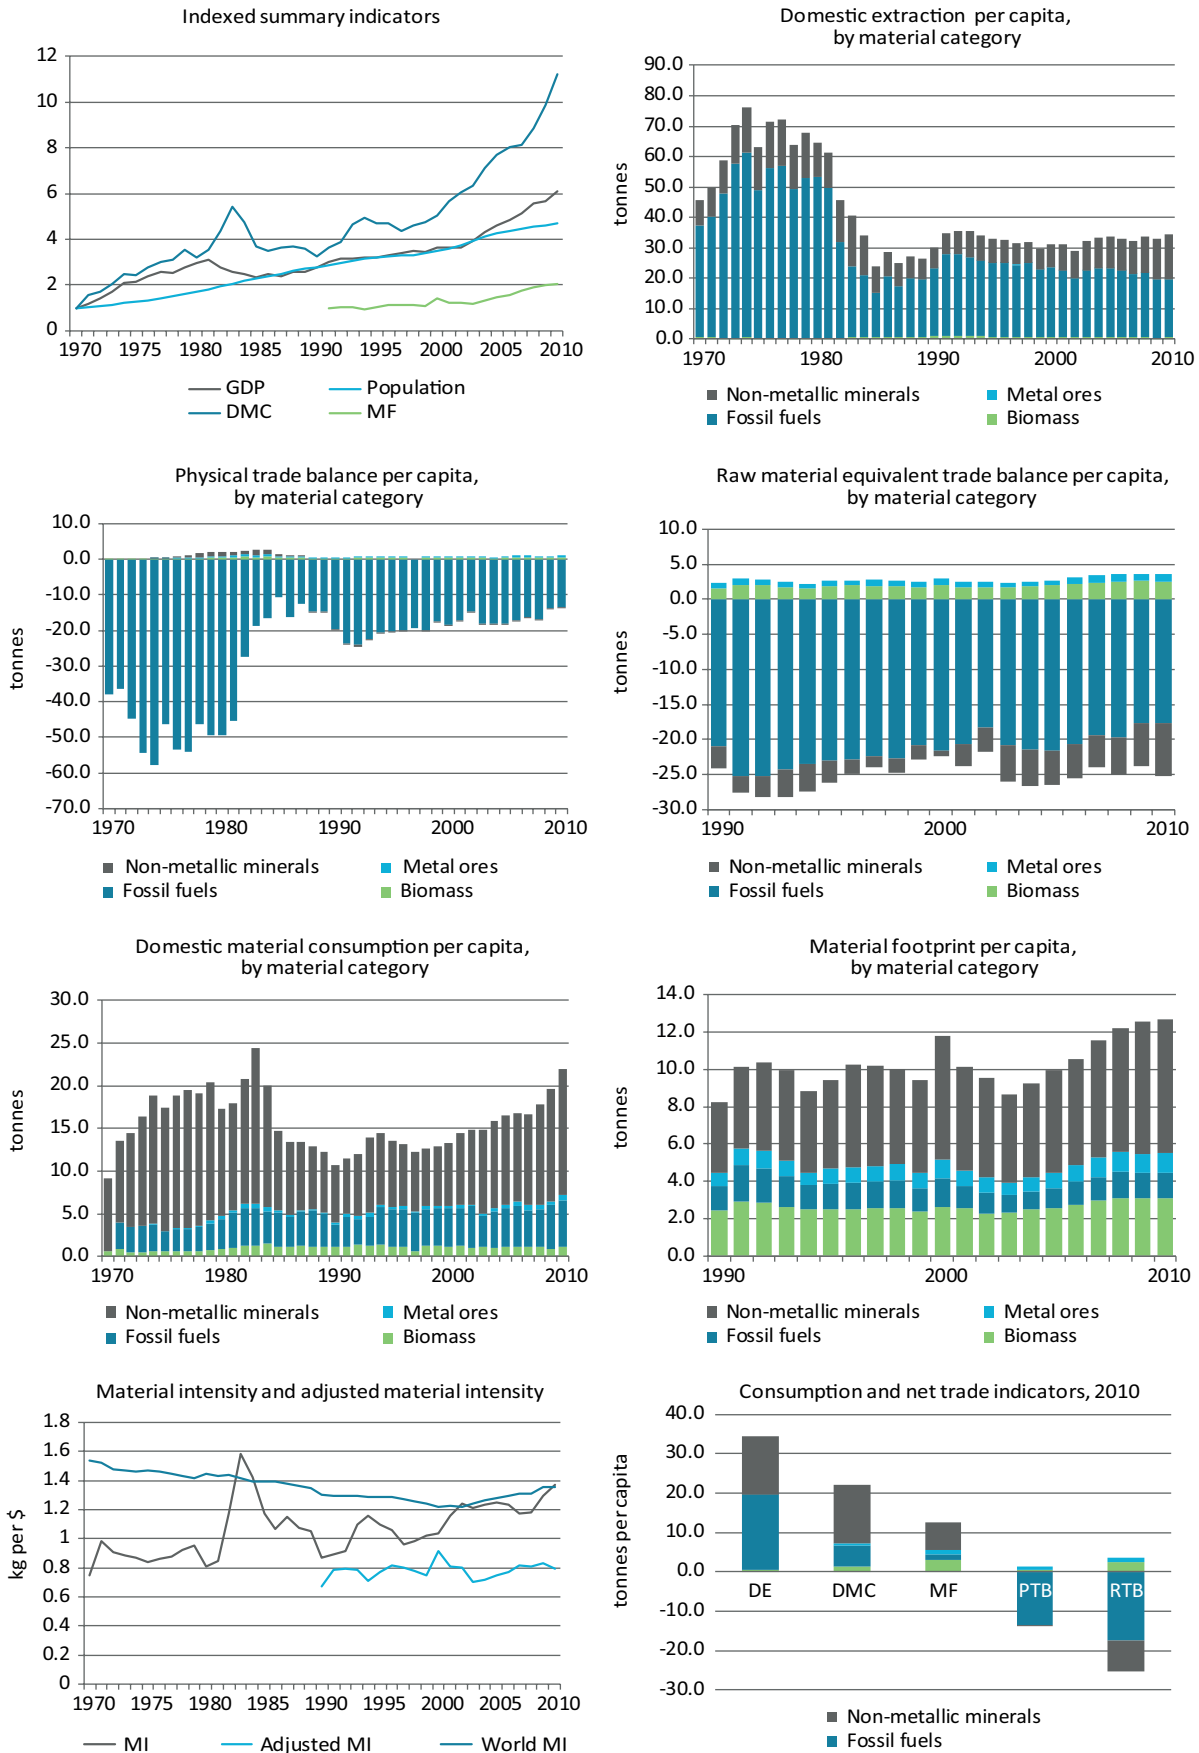 Indexed summary indicators
12
10
8
6
4
2
0
1970 1975 1980 1985 1990 1995 2000 2005 2010
GDP Population
DMC MF
Domestic extraction per capita,
by material category
tonnes
90.0
80.0
70.0
60.0
50.0
40.0
30.0
20.0
10.0
0.0
1970 1980 1990 2000 2010
Non-metallic minerals Metal ores
Fossil fuels Biomass
Physical trade balance per capita,
by material category
tonnes
10.0
0.0
-10.0
-20.0
-30.0
-40.0
-50.0
-60.0
-70.0
1970 1980 1990 2000 2010
Non-metallic minerals Metal ores
Fossil fuels Biomass
Raw material equivalent trade balance per capita,
by material category
tonnes
10.0
5.0
0.0
-5.0
-10.0
-15.0
-20.0
-25.0
-30.0
1990 2000 2010
Non-metallic minerals Metal ores
Fossil fuels Biomass
Domestic material consumption per capita,
by material category
tonnes
30.0
25.0
20.0
15.0
10.0
5.0
0.0
1970 1980 1990 2000 2010
Non-metallic minerals Metal ores
Fossil fuels Biomass
Material footprint per capita,
by material category
tonnes
14.0
12.0
10.0
8.0
6.0
4.0
2.0
0.0
1990 2000 2010
Non-metallic minerals Metal ores
Fossil fuels Biomass
Material intensity and adjusted material intensity
kg per $
1.8
1.6
1.4
1.2
1
0.8
0.6
0.4
0.2
0
1970 1975 1980 1985 1990 1995 2000 2005 2010
MI Adjusted MI World MI
Consumption and net trade indicators, 2010
tonnes per capita
40.0
30.0
20.0
10.0
0.0
-10.0
-20.0
-30.0
DE DMC MF PTB RTB
Non-metallic minerals
Fossil fuels